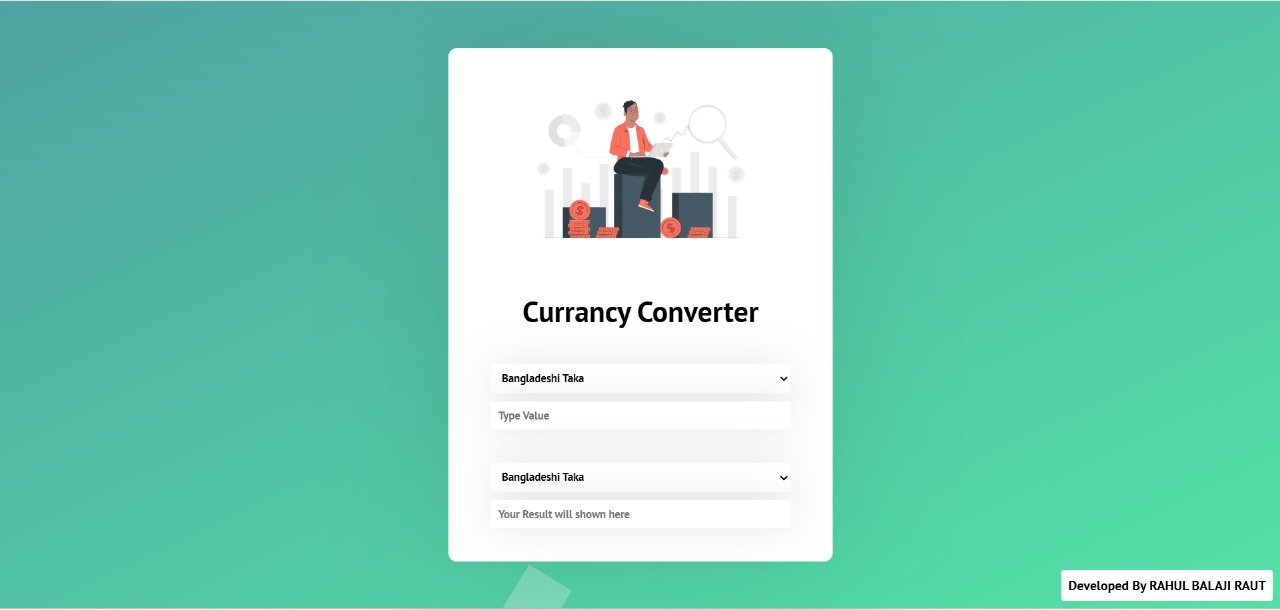 Currancy Converter
Bangladeshi Taka
Type Value
Bangladeshi Taka
Your Result will shown here
Developed By RAHUL BALAJI RAUT